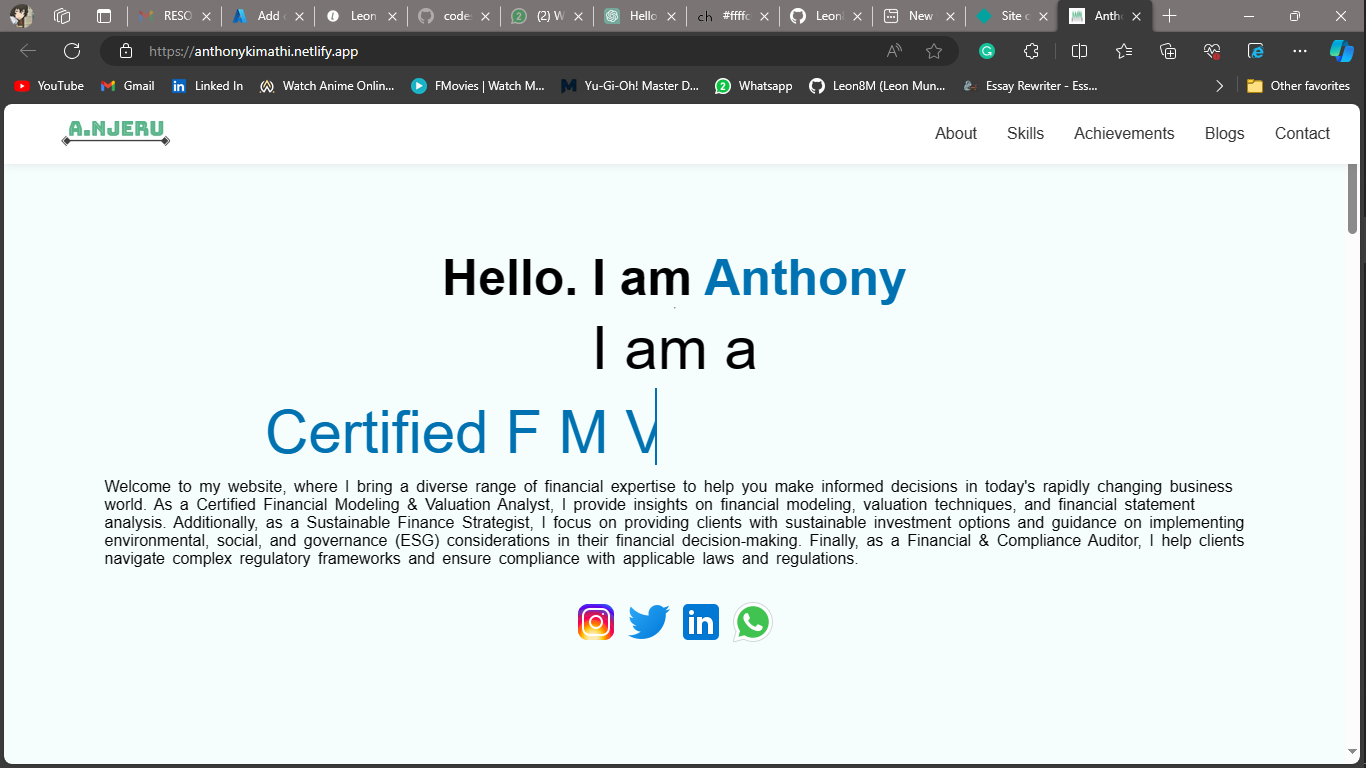 RESO
Add
Leon
code
(2) W
Hello
ch #fffc
Leon
New
Site
Anth
https://anthonykimathi.netlify.app
YouTube
Gmail
Linked In
Watch Anime Online...
FMovies | Watch M...
Yu-Gi-Oh! Master D...
Whatsapp
Leon8M (Leon Mun...
Essay Rewriter - Ess...
Other favorites
A.NJERU
About
Skills
Achievements
Blogs
Contact
Hello. I am Anthony
I am a
Certified F M V
Welcome to my website, where I bring a diverse range of financial expertise to help you make informed decisions in today's rapidly changing business
world. As a Certified Financial Modeling & Valuation Analyst, I provide insights on financial modeling, valuation techniques, and financial statement
analysis. Additionally, as a Sustainable Finance Strategist, I focus on providing clients with sustainable investment options and guidance on implementing
environmental, social, and governance (ESG) considerations in their financial decision-making. Finally, as a Financial & Compliance Auditor, I help clients
navigate complex regulatory frameworks and ensure compliance with applicable laws and regulations.